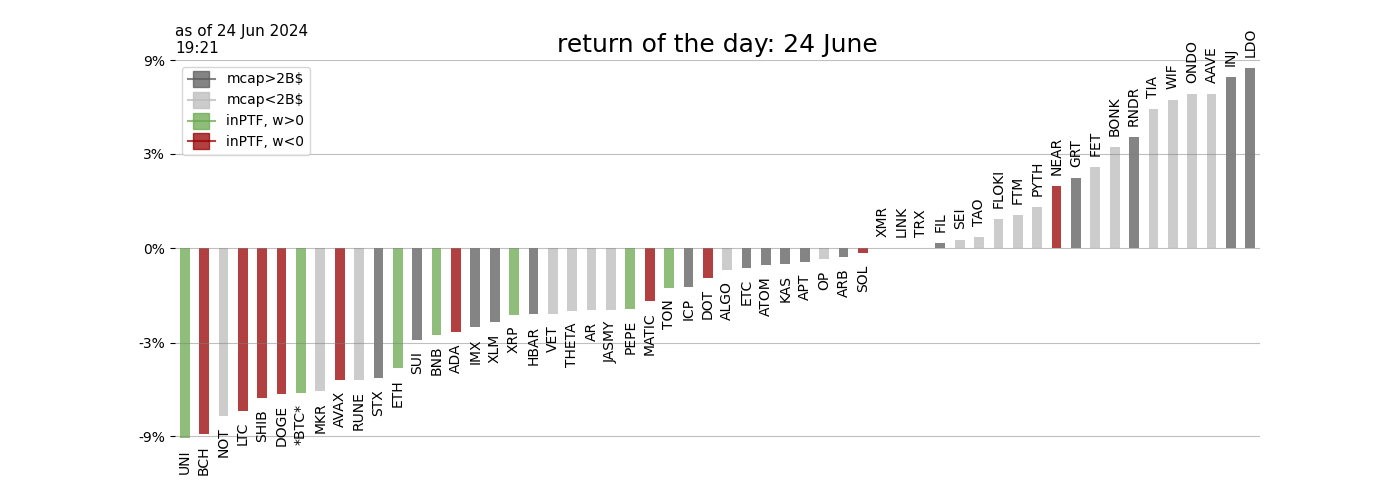 as of 24 Jun 2024
19:21
return of the day: 24 June
9%
3%
0%
-3%
-9%
mcap>2B$
mcap<2B$
inPTF, w>0
inPTF, w<0
UNI
BCH
NOT
LTC
SHIB
DOGE
*BTC*
MKR
AVAX
RUNE
STX
ETH
SUI
BNB
ADA
IMX
XLM
XRP
HBAR
VET
THETA
AR
JASMY
PEPE
MATIC
TON
ICP
DOT
ALGO
ETC
ATOM
KAS
APT
OP
ARB
SOL
XMR
LINK
TRX
FIL
SEI
TAO
FLOKI
FTM
PYTH
NEAR
GRT
FET
BONK
RNDR
TIA
WIF
ONDO
AAVE
INJ
LDO